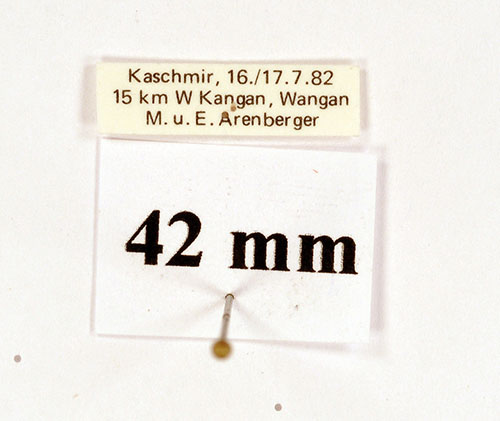 Kaschmir, 16./17.7.82
15 km W Kangan, Wangan
M. u. E. Arenberger
42 mm